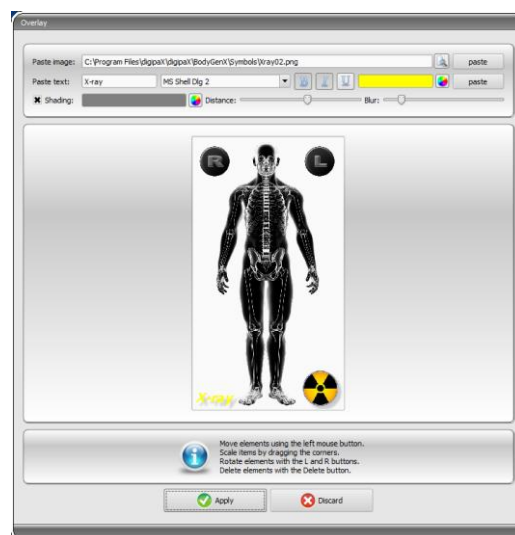 Overlay
Paste image: C:\Program Files\digipaX\digipaX\BodyGenX\Symbols\Xray02.png paste
Paste text: X-ray MS Shell Dlg 2 B I U paste
Shading: Distance: Blur:
R L
X-ray
Move elements using the left mouse button.
Scale items by dragging the corners.
Rotate elements with the L and R buttons.
Delete elements with the Delete button.
Apply Discard